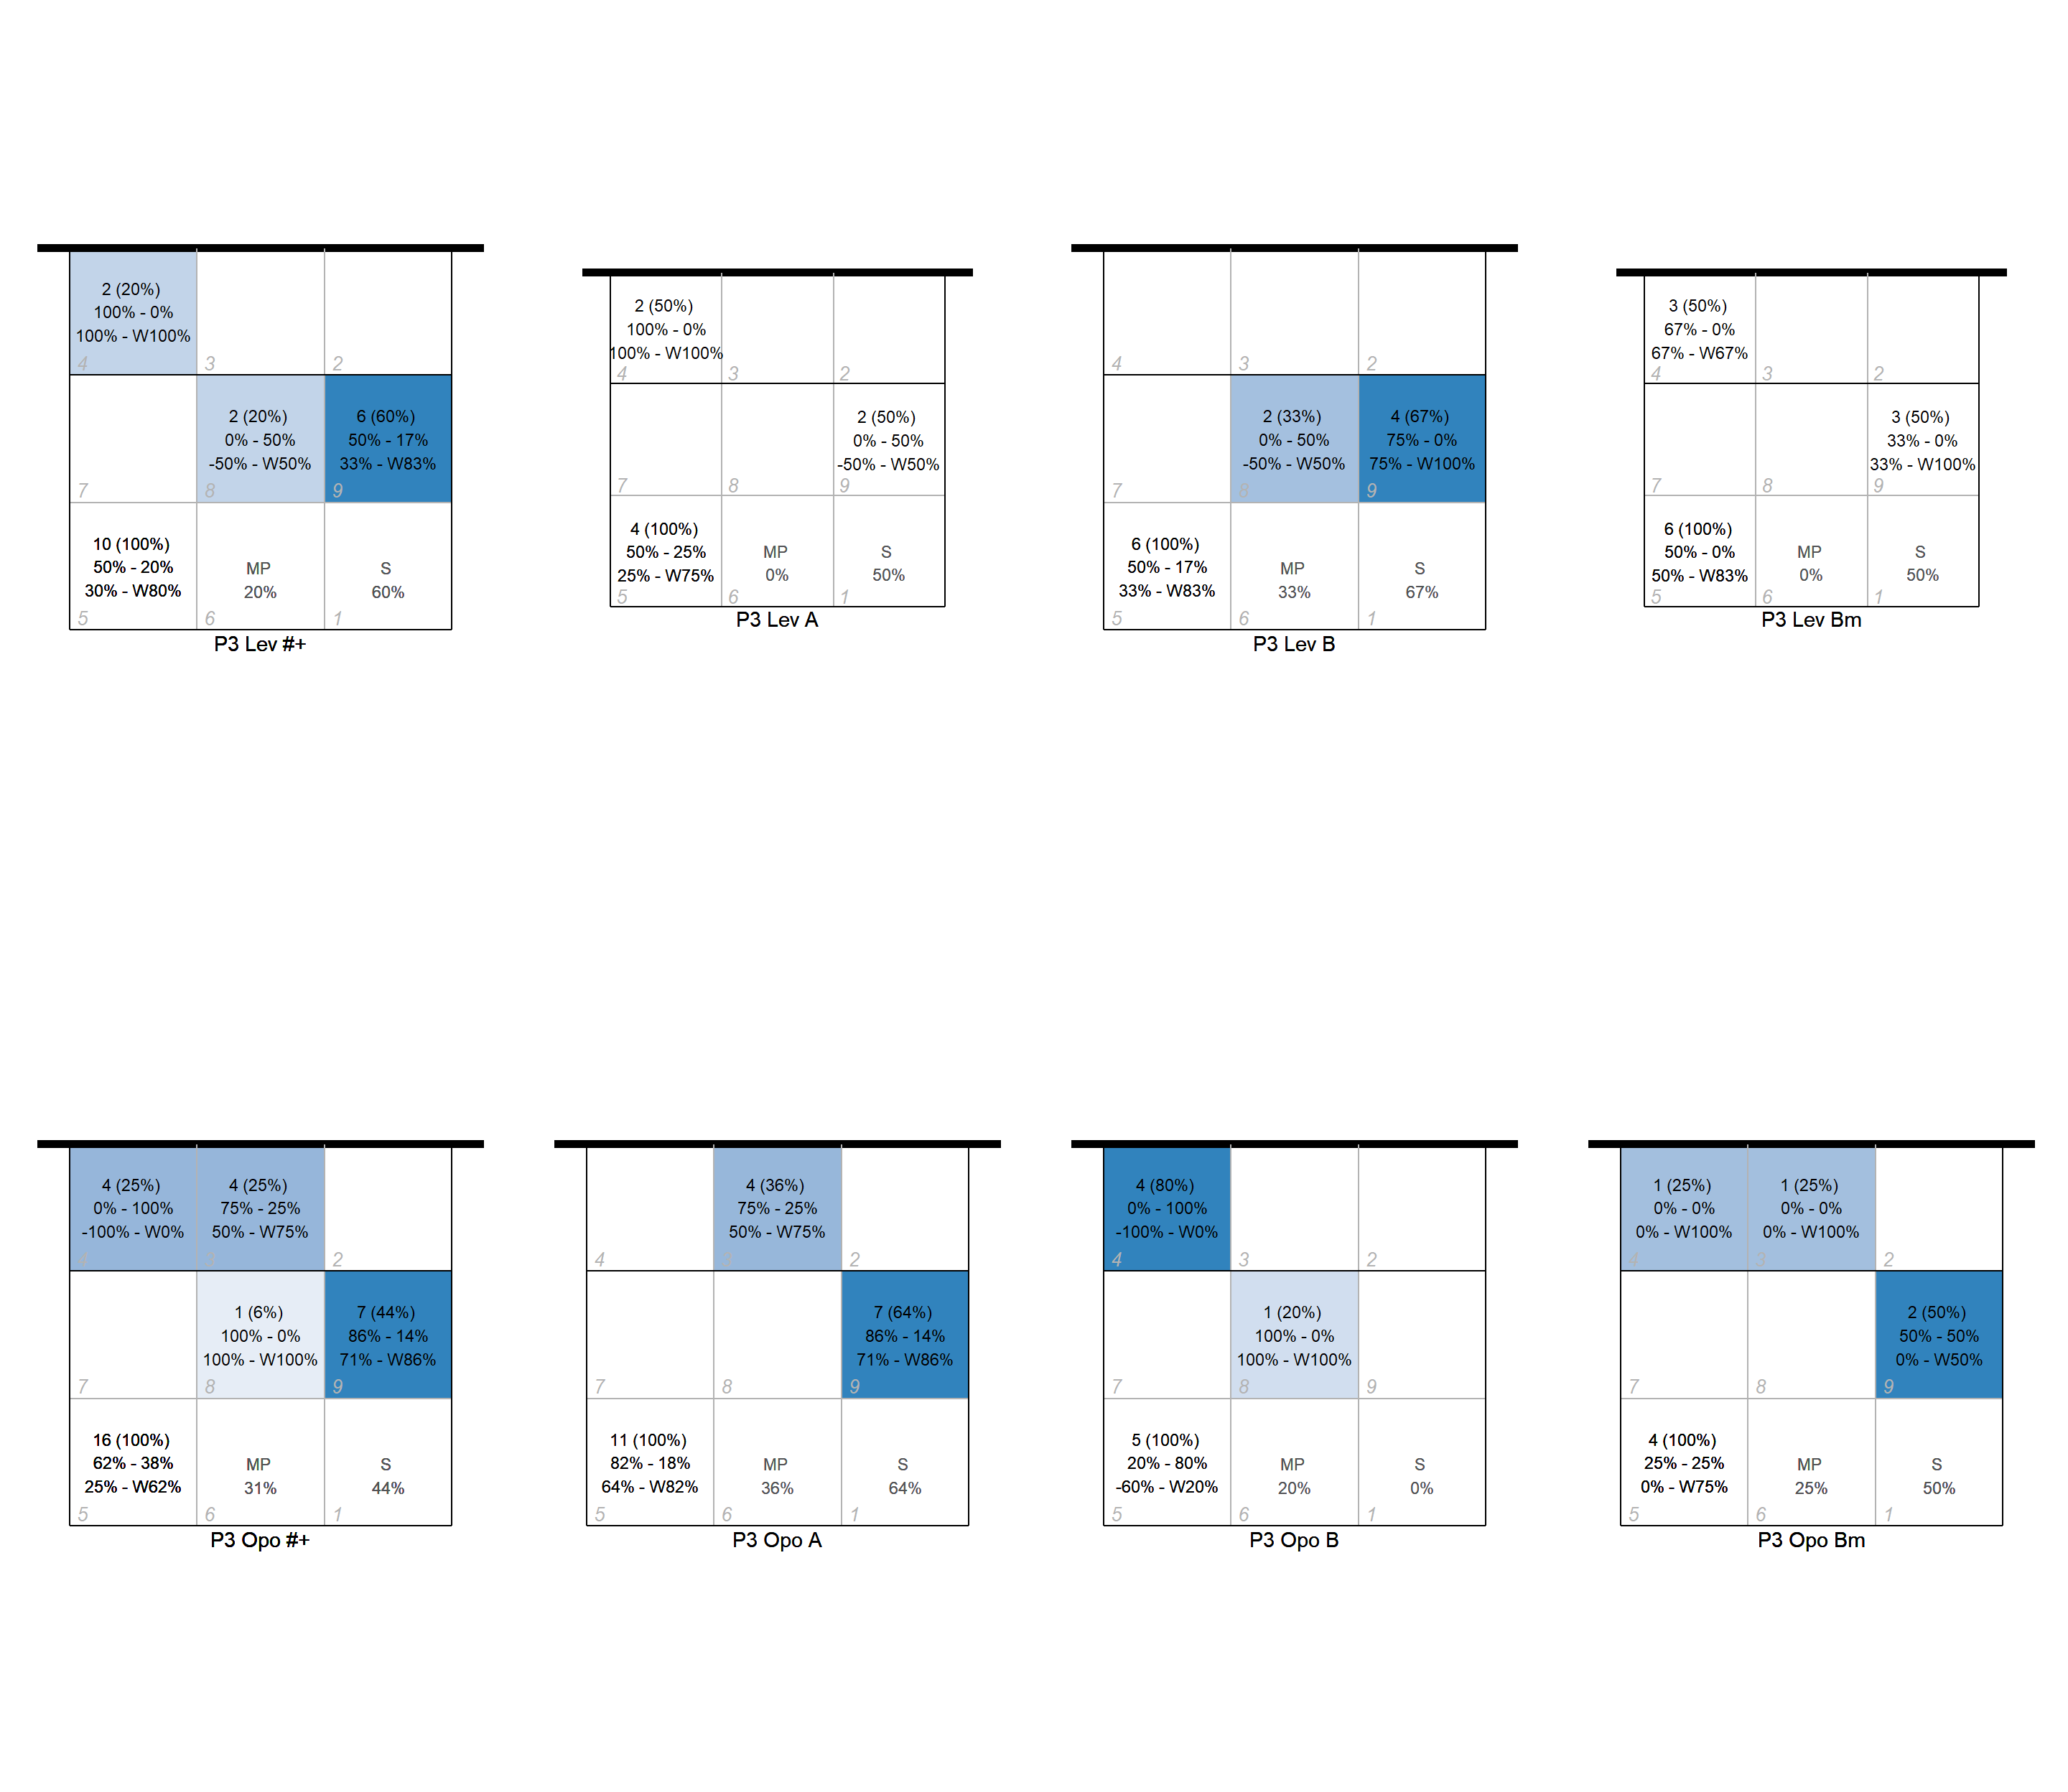 2 (20%)
100% - 0%
100% - W100%
4
3
2
7
2 (20%)
0% - 50%
-50% - W50%
8
6 (60%)
50% - 17%
33% - W83%
9
10 (100%)
50% - 20%
30% - W80%
5
MP
20%
6
S
60%
1
P3 Lev #+
2 (50%)
100% - 0%
100% - W100%
4
3
2
7
8
2 (50%)
0% - 50%
-50% - W50%
9
4 (100%)
50% - 25%
25% - W75%
5
MP
0%
6
S
50%
1
P3 Lev A
4
3
2
7
2 (33%)
0% - 50%
-50% - W50%
8
4 (67%)
75% - 0%
75% - W100%
9
6 (100%)
50% - 17%
33% - W83%
5
MP
33%
6
S
67%
1
P3 Lev B
3 (50%)
67% - 0%
67% - W67%
4
3
2
7
8
3 (50%)
33% - 0%
33% - W100%
9
6 (100%)
50% - 0%
50% - W83%
5
MP
0%
6
S
50%
1
P3 Lev Bm
4 (25%)
0% - 100%
-100% - W0%
4
4 (25%)
75% - 25%
50% - W75%
3
2
7
1 (6%)
100% - 0%
100% - W100%
8
7 (44%)
86% - 14%
71% - W86%
9
16 (100%)
62% - 38%
25% - W62%
5
MP
31%
6
S
44%
1
P3 Opo #+
4
4 (36%)
75% - 25%
50% - W75%
3
2
7
8
7 (64%)
86% - 14%
71% - W86%
9
11 (100%)
82% - 18%
64% - W82%
5
MP
36%
6
S
64%
1
P3 Opo A
4 (80%)
0% - 100%
-100% - W0%
4
3
2
7
1 (20%)
100% - 0%
100% - W100%
8
9
5 (100%)
20% - 80%
-60% - W20%
5
MP
20%
6
S
0%
1
P3 Opo B
1 (25%)
0% - 0%
0% - W100%
4
1 (25%)
0% - 0%
0% - W100%
3
2
7
8
2 (50%)
50% - 50%
0% - W50%
9
4 (100%)
25% - 25%
0% - W75%
5
MP
25%
6
S
50%
1
P3 Opo Bm